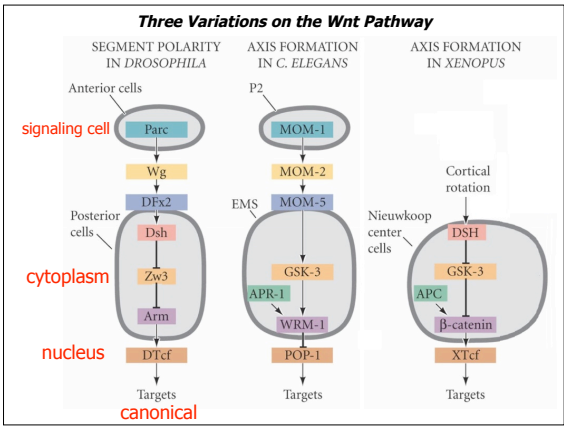 Three Variations on the Wnt Pathway
SEGMENT POLARITY
IN DROSOPHILA
Anterior cells
signaling cell
Parc
Wg
DFx2
Posterior
cells
Dsh
cytoplasm
Zw3
Arm
nucleus
DTcf
Targets
canonical
AXIS FORMATION
IN C. ELEGANS
P2
MOM-1
MOM-2
MOM-5
EMS
GSK-3
APR-1
WRM-1
POP-1
Targets
AXIS FORMATION
IN XENOPUS
Cortical
rotation
Nieuwkoop
center
cells
DSH
GSK-3
APC
β-catenin
XTcf
Targets